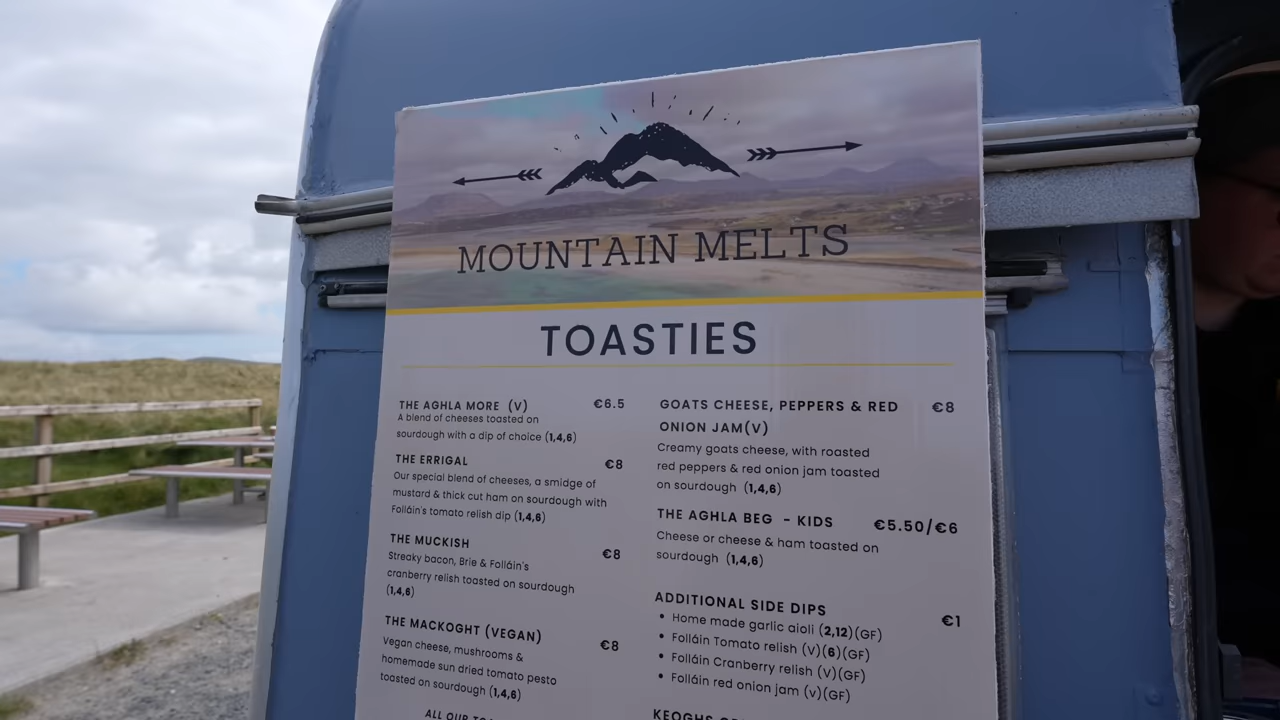 MOUNTAIN MELTS
TOASTIES
THE AGHLA MORE (V) €6.5
A blend of cheeses toasted on
sourdough with a dip of choice (1,4,6)
THE ERRIGAL €8
Our special blend of cheeses, a smidge of
mustard & thick cut ham on sourdough with
Folláin's tomato relish dip (1,4,6)
THE MUCKISH €8
Streaky bacon, Brie & Folláin's
cranberry relish toasted on sourdough
(1,4,6)
THE MACKOGHT (VEGAN) €8
Vegan cheese, mushrooms &
homemade sun dried tomato pesto
toasted on sourdough (1,4,6)
ALL OUR
GOATS CHEESE, PEPPERS & RED €8
ONION JAM(V)
Creamy goats cheese, with roasted
red peppers & red onion jam toasted
on sourdough (1,4,6)
THE AGHLA BEG - KIDS €5.50/€6
Cheese or cheese & ham toasted on
sourdough (1,4,6)
ADDITIONAL SIDE DIPS €1
• Home made garlic aioli (2,12)(GF)
• Folláin Tomato relish (V)(6)(GF)
• Folláin Cranberry relish (V)(GF)
• Folláin red onion jam (v)(GF)
KEOGHS